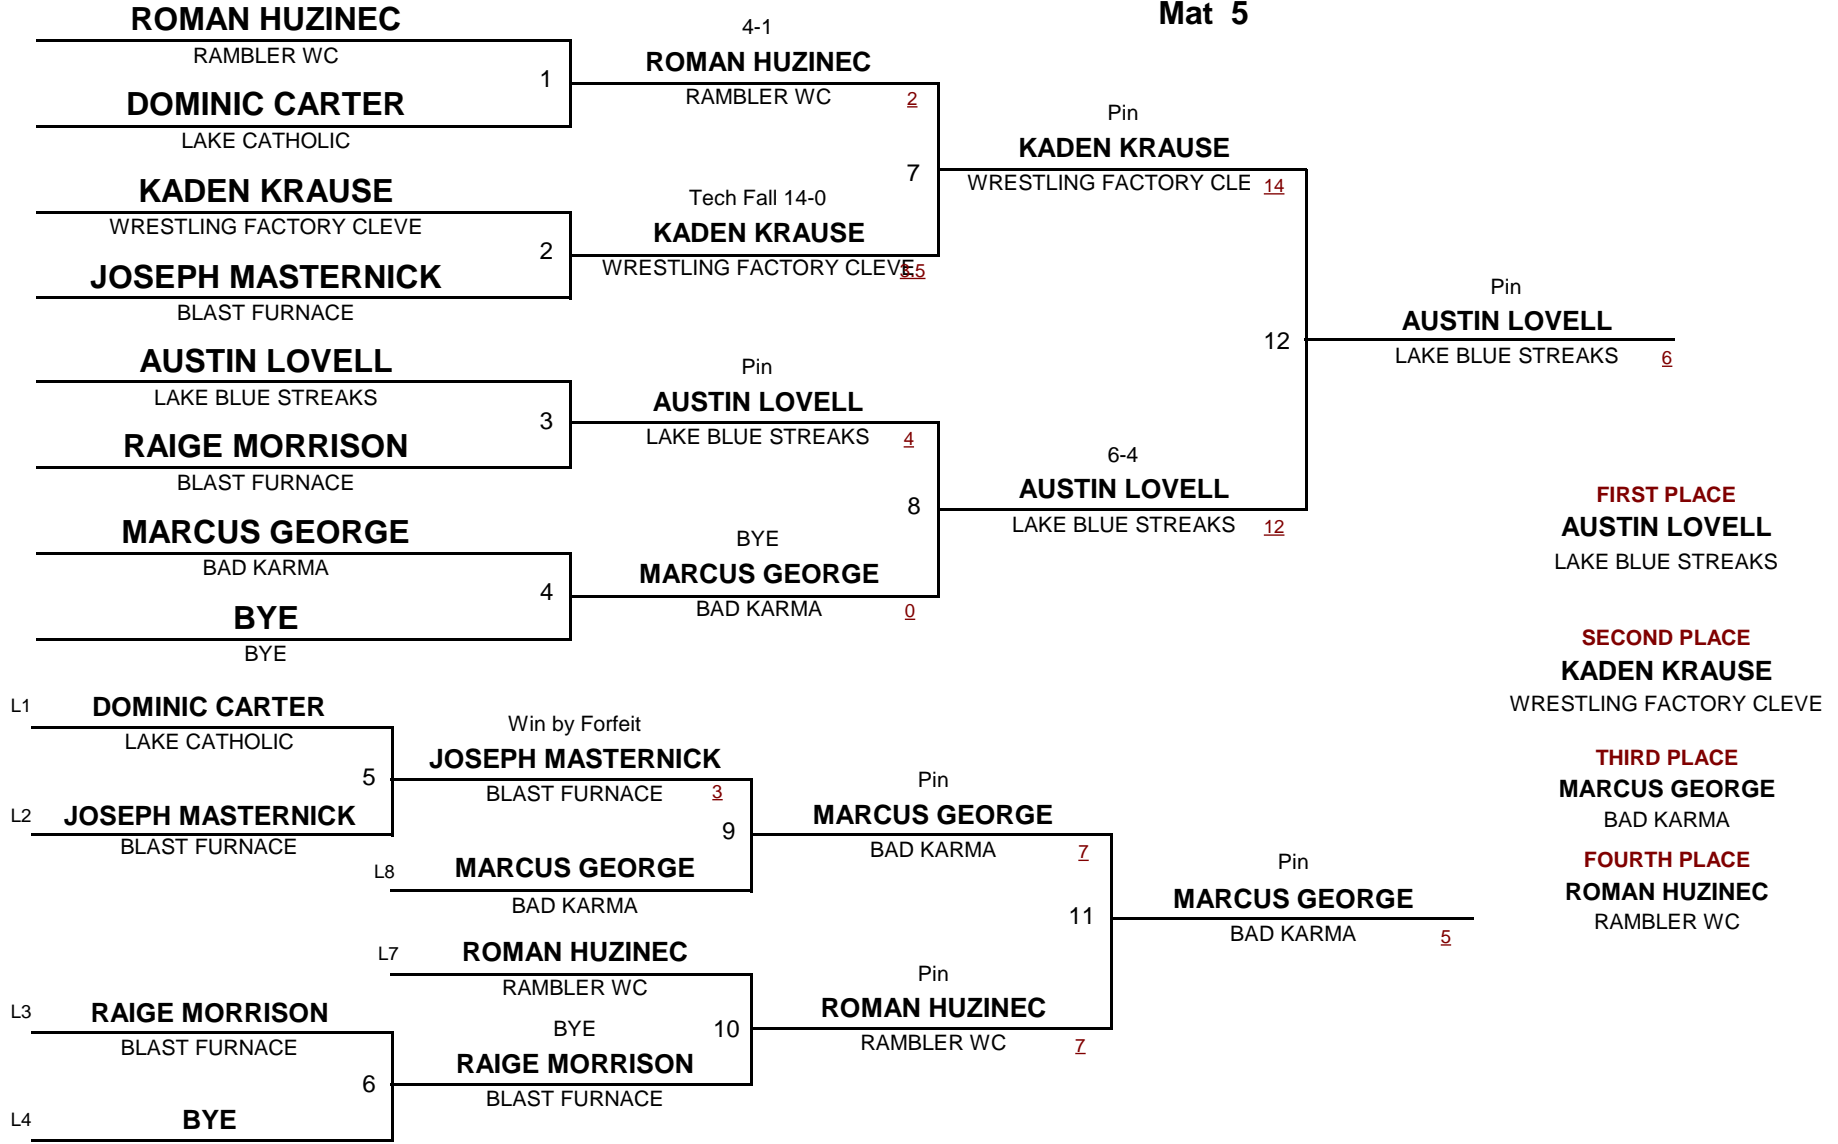 Mat 5
ROMAN HUZINEC
RAMBLER WC
1
DOMINIC CARTER
LAKE CATHOLIC
KADEN KRAUSE
WRESTLING FACTORY CLEVE
2
JOSEPH MASTERNICK
BLAST FURNACE
AUSTIN LOVELL
LAKE BLUE STREAKS
3
RAIGE MORRISON
BLAST FURNACE
MARCUS GEORGE
BAD KARMA
4
BYE
BYE
4-1
ROMAN HUZINEC
RAMBLER WC 2
7
Tech Fall 14-0
KADEN KRAUSE
WRESTLING FACTORY CLEVE 3.5
Pin
AUSTIN LOVELL
LAKE BLUE STREAKS 4
8
BYE
MARCUS GEORGE
BAD KARMA 0
Pin
KADEN KRAUSE
WRESTLING FACTORY CLE 14
12
6-4
AUSTIN LOVELL
LAKE BLUE STREAKS 12
Pin
AUSTIN LOVELL
LAKE BLUE STREAKS 6
FIRST PLACE
AUSTIN LOVELL
LAKE BLUE STREAKS
SECOND PLACE
KADEN KRAUSE
WRESTLING FACTORY CLEVE
THIRD PLACE
MARCUS GEORGE
BAD KARMA
FOURTH PLACE
ROMAN HUZINEC
RAMBLER WC
L1 DOMINIC CARTER
LAKE CATHOLIC
5
L2 JOSEPH MASTERNICK
BLAST FURNACE
L3 RAIGE MORRISON
BLAST FURNACE
6
L4 BYE
Win by Forfeit
JOSEPH MASTERNICK
BLAST FURNACE 3
9
L8 MARCUS GEORGE
BAD KARMA
L7 ROMAN HUZINEC
RAMBLER WC
10
BYE
RAIGE MORRISON
BLAST FURNACE
Pin
MARCUS GEORGE
BAD KARMA 7
11
Pin
ROMAN HUZINEC
RAMBLER WC 7
Pin
MARCUS GEORGE
BAD KARMA 5